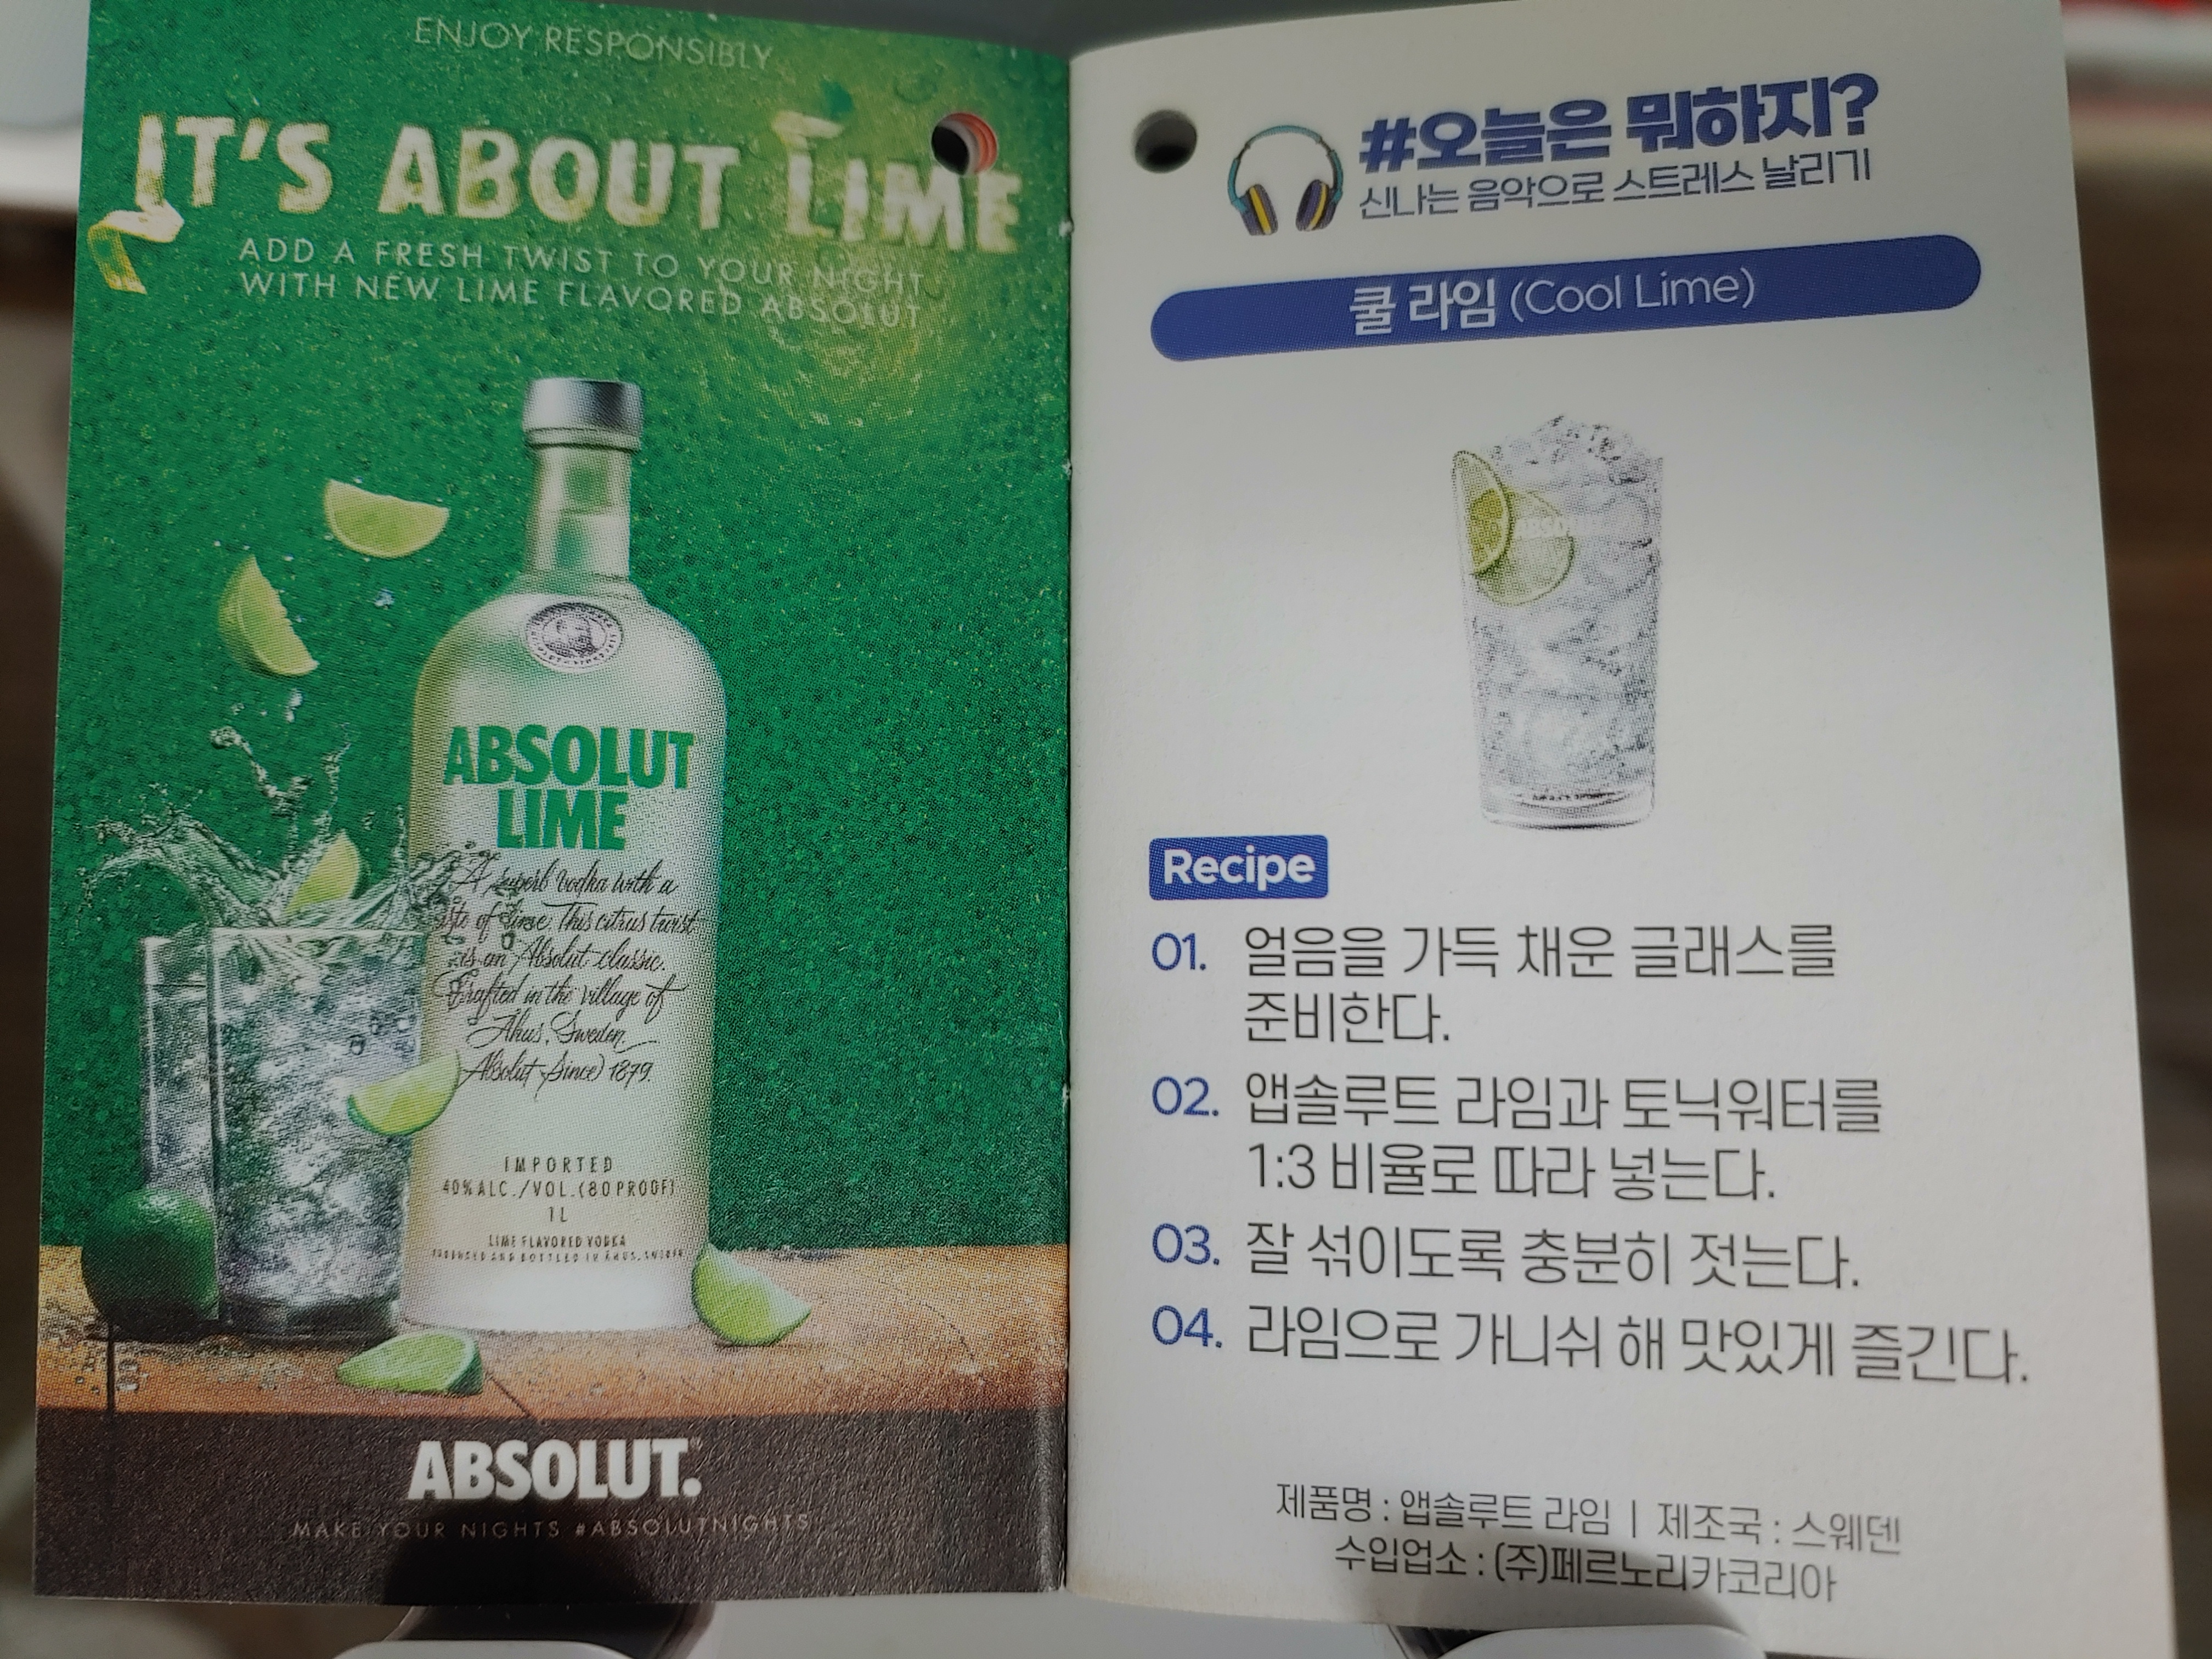 ENJOY RESPONSIBLY
IT'S ABOUT LIME
ADD A FRESH TWIST TO YOUR NIGHT
WITH NEW LIME FLAVORED ABSOLUT
ABSOLUT
LIME
A superb vodka with a
of lime. This citrus twist
is an Absolut classic.
Crafted in the village of
Åhus, Sweden.
Absolut Since 1879.
IMPORTED
40% ALC./VOL. (80 PROOF)
1 L
LIME FLAVORED VODKA
PRODUCED AND BOTTLED IN ÅHUS, SWEDEN
ABSOLUT.
MAKE YOUR NIGHTS #ABSOLUTNIGHTS
#오늘은 뭐하지?
신나는 음악으로 스트레스 날리기
쿨 라임 (Cool Lime)
Recipe
01. 얼음을 가득 채운 글래스를
준비한다.
02. 앱솔루트 라임과 토닉워터를
1:3 비율로 따라 넣는다.
03. 잘 섞이도록 충분히 젓는다.
04. 라임으로 가니쉬 해 맛있게 즐긴다.
제품명 : 앱솔루트 라임 | 제조국 : 스웨덴
수입업소 : (주)페르노리카코리아